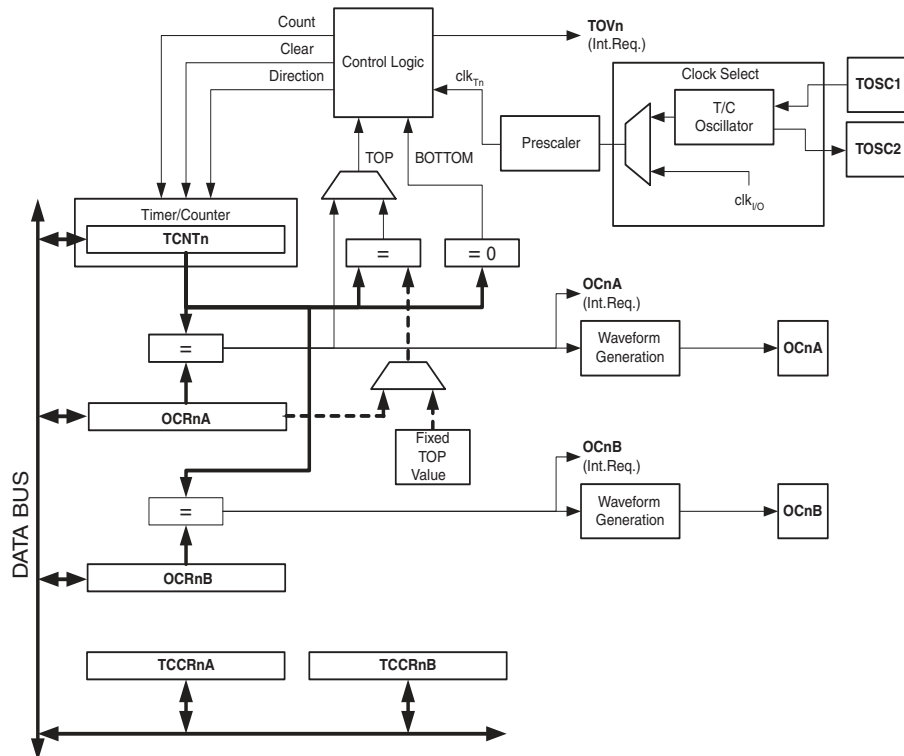 Count
Clear
Direction
Control Logic
TOVn
(Int.Req.)
clkTn
Clock Select
TOSC1
T/C
Oscillator
Prescaler
TOSC2
clkI/O
TOP
BOTTOM
Timer/Counter
TCNTn
=
= 0
OCnA
(Int.Req.)
=
Waveform
Generation
OCnA
OCRnA
Fixed
TOP
Value
OCnB
(Int.Req.)
=
Waveform
Generation
OCnB
OCRnB
DATA BUS
TCCRnA
TCCRnB